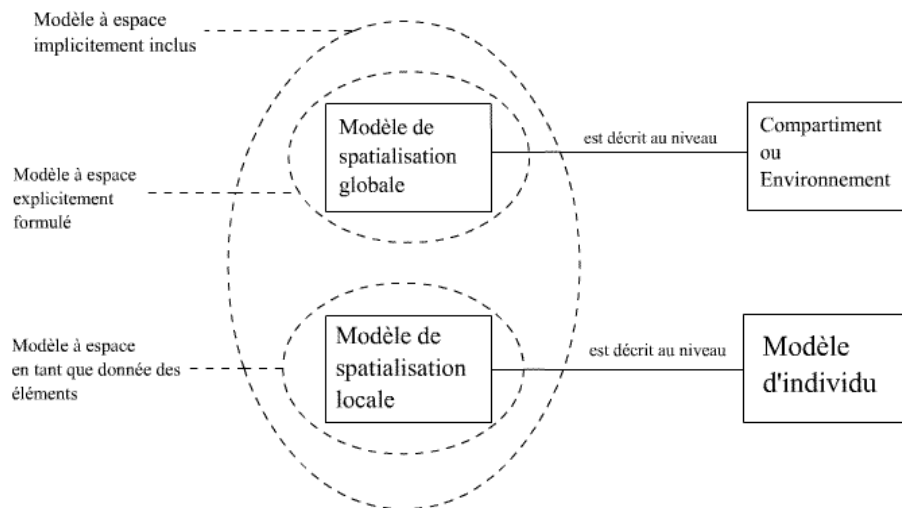 Modèle à espace
implicitement inclus
Modèle de
spatialisation
globale
est décrit au niveau
Compartiment
ou
Environnement
Modèle à espace
explicitement
formulé
Modèle à espace
en tant que donnée des
éléments
Modèle de
spatialisation
locale
est décrit au niveau
Modèle
d'individu